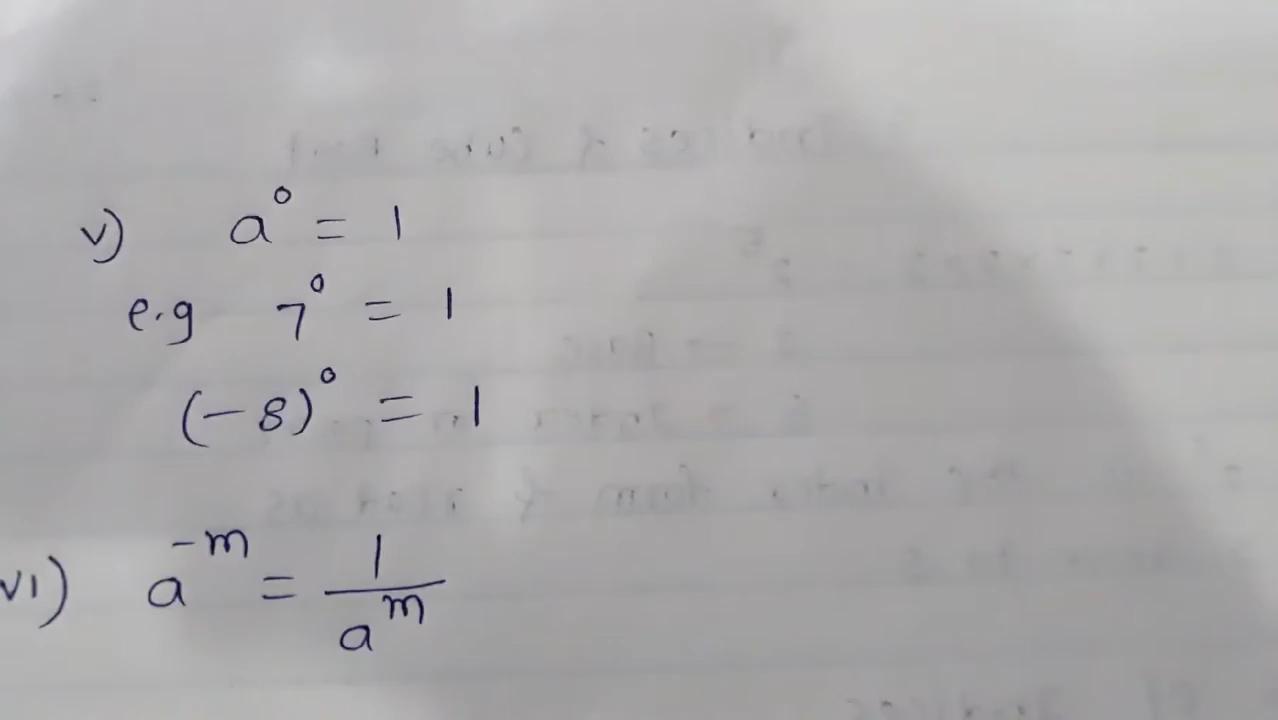 v) a⁰ = 1
e.g 7⁰ = 1
(-8)⁰ = 1
vi) a⁻ᵐ = 1/aᵐ